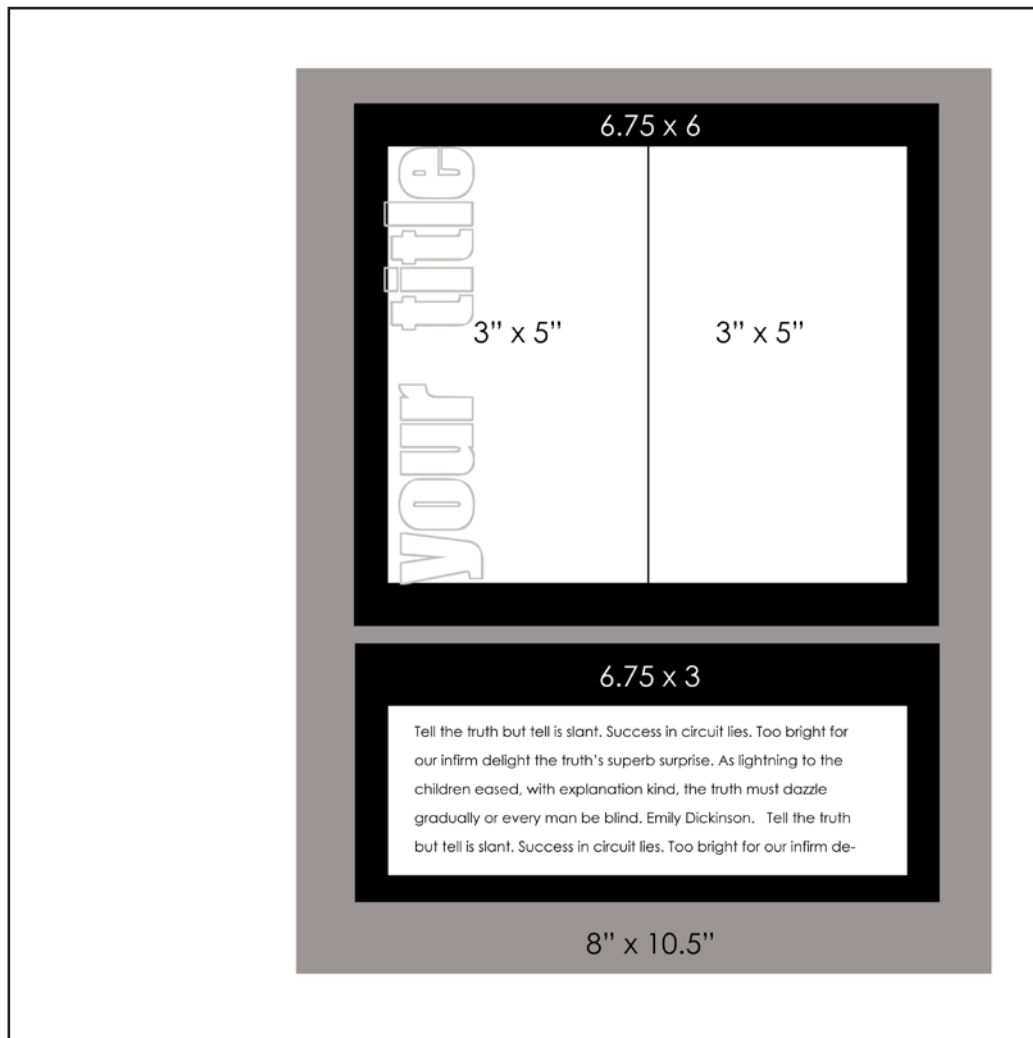 6.75 x 6
your title
3” x 5”
3” x 5”
6.75 x 3
Tell the truth but tell is slant. Success in circuit lies. Too bright for
our infirm delight the truth’s superb surprise. As lightning to the
children eased, with explanation kind, the truth must dazzle
gradually or every man be blind. Emily Dickinson.   Tell the truth
but tell is slant. Success in circuit lies. Too bright for our infirm de-
8” x 10.5”